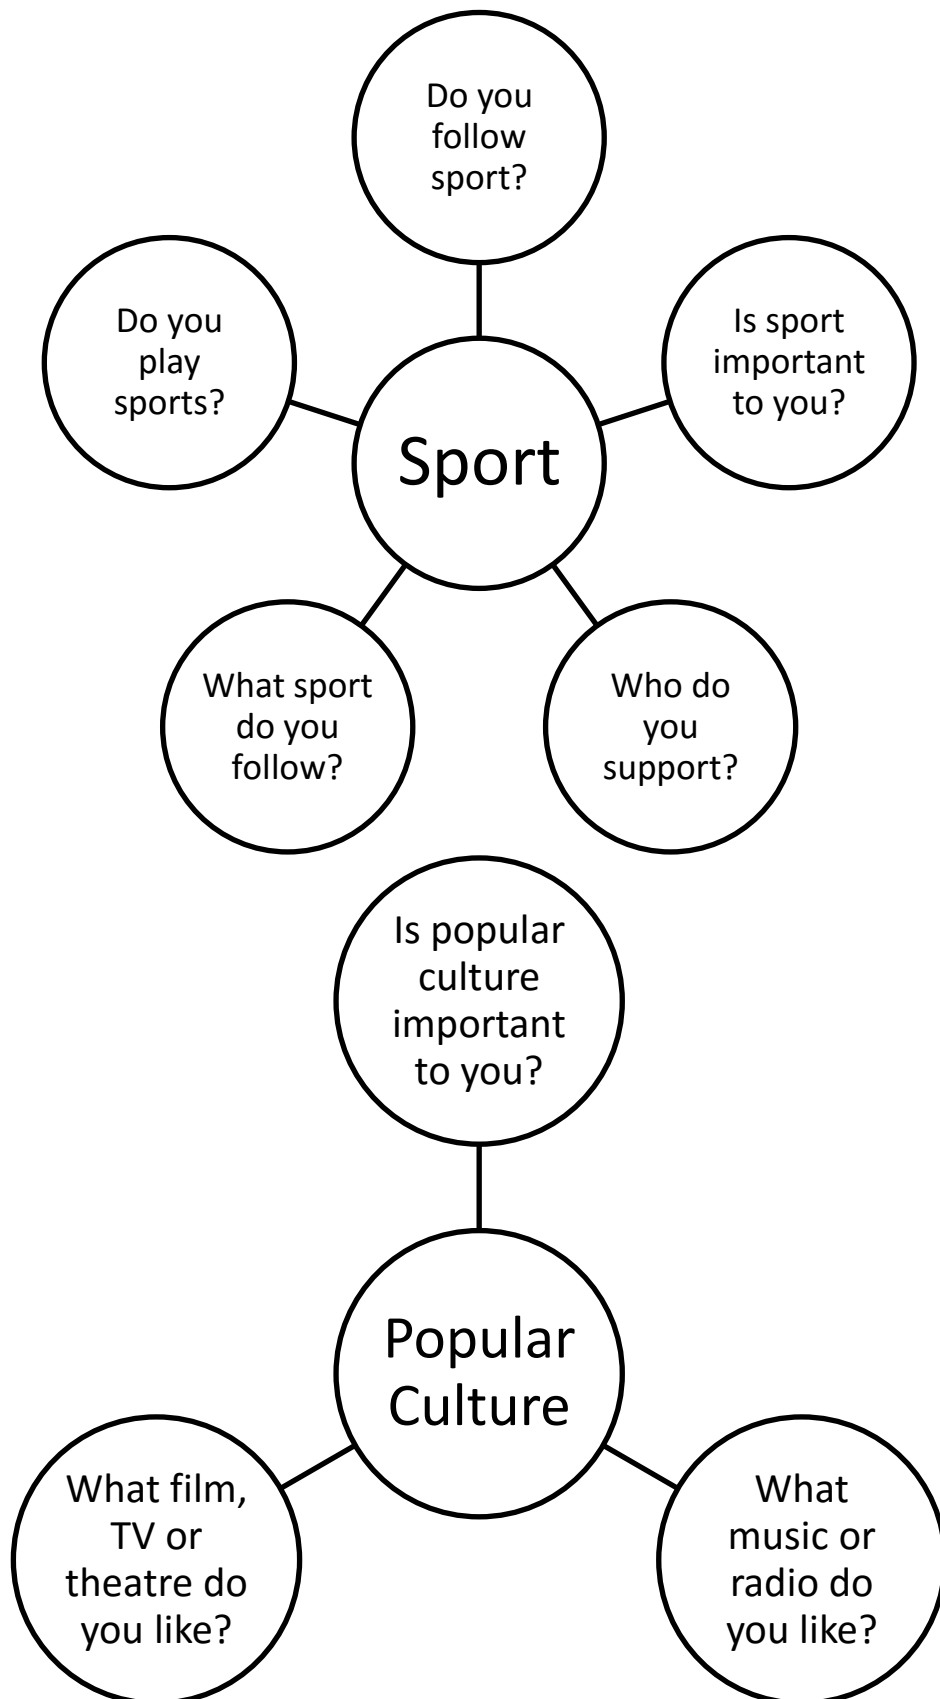 Do you
follow
sport?
Do you
play
sports?
Is sport
important
to you?
Sport
What sport
do you
follow?
Who do
you
support?
Is popular
culture
important
to you?
Popular
Culture
What film,
TV or
theatre do
you like?
What
music or
radio do
you like?